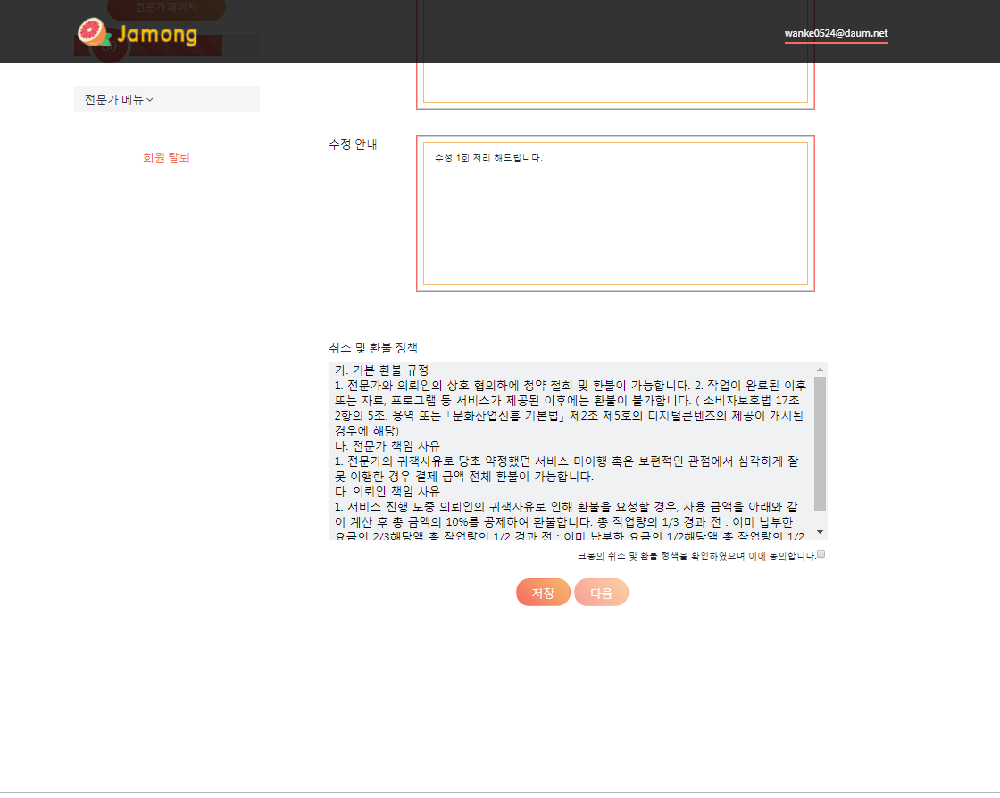 전문가 페이지
Jamong
wanke0524@daum.net
전문가 메뉴
회원 탈퇴
수정 안내
수정 1회 처리 해드립니다.
취소 및 환불 정책
가. 기본 환불 규정
1. 전문가와 의뢰인의 상호 협의하에 청약 철회 및 환불이 가능합니다. 2. 작업이 완료된 이후
또는 자료, 프로그램 등 서비스가 제공된 이후에는 환불이 불가합니다. ( 소비자보호법 17조
2항의 5조. 용역 또는 「문화산업진흥 기본법」 제2조 제5호의 디지털콘텐츠의 제공이 개시된
경우에 해당)
나. 전문가 책임 사유
1. 전문가의 귀책사유로 당초 약정했던 서비스 미이행 혹은 보편적인 관점에서 심각하게 잘
못 이행한 경우 결제 금액 전체 환불이 가능합니다.
다. 의뢰인 책임 사유
1. 서비스 진행 도중 의뢰인의 귀책사유로 인해 환불을 요청할 경우, 사용 금액을 아래와 같
이 계산 후 총 금액의 10%를 공제하여 환불합니다. 총 작업량의 1/3 경과 전 : 이미 납부한
요금의 2/3해당액 총 작업량의 1/2 경과 전 : 이미 납부한 요금의 1/2해당액 총 작업량의 1/2
크몽의 취소 및 환불 정책을 확인하였으며 이에 동의합니다.
저장 다음